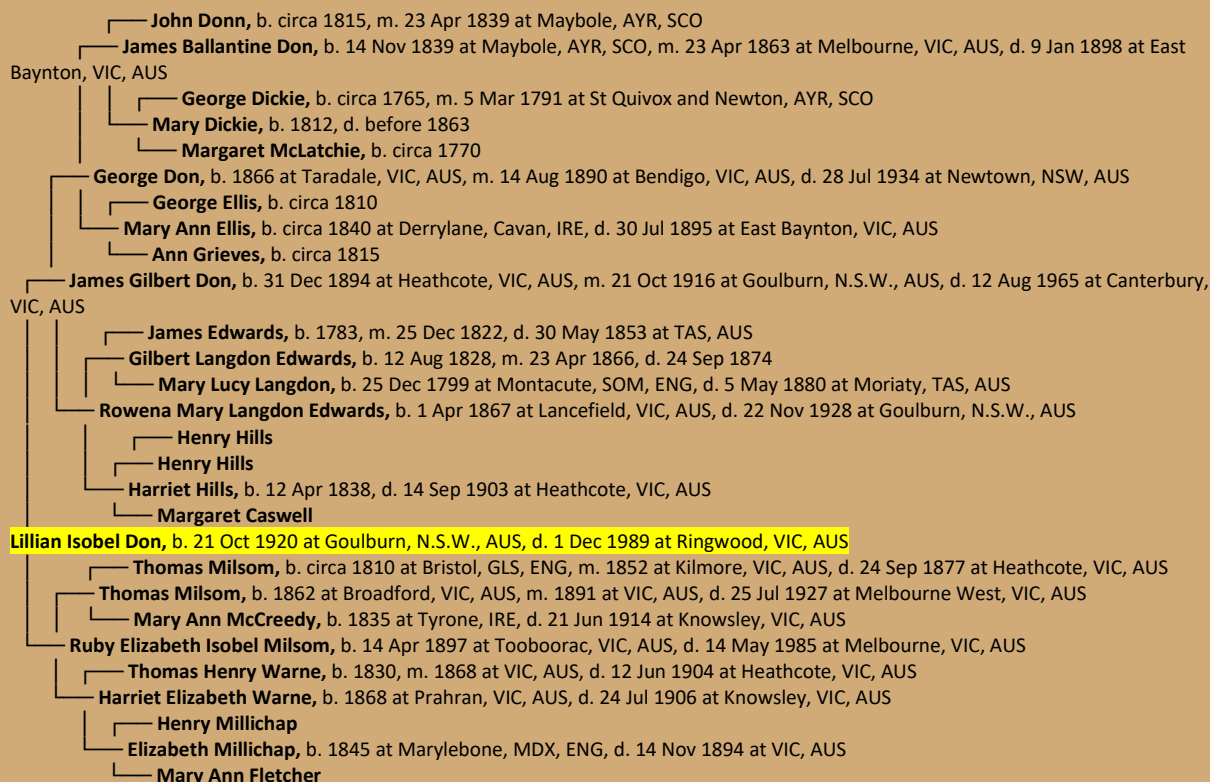 John Donn, b. circa 1815, m. 23 Apr 1839 at Maybole, AYR, SCO
James Ballantine Don, b. 14 Nov 1839 at Maybole, AYR, SCO, m. 23 Apr 1863 at Melbourne, VIC, AUS, d. 9 Jan 1898 at East
Baynton, VIC, AUS
George Dickie, b. circa 1765, m. 5 Mar 1791 at St Quivox and Newton, AYR, SCO
Mary Dickie, b. 1812, d. before 1863
Margaret McLatchie, b. circa 1770
George Don, b. 1866 at Taradale, VIC, AUS, m. 14 Aug 1890 at Bendigo, VIC, AUS, d. 28 Jul 1934 at Newtown, NSW, AUS
George Ellis, b. circa 1810
Mary Ann Ellis, b. circa 1840 at Derrylane, Cavan, IRE, d. 30 Jul 1895 at East Baynton, VIC, AUS
Ann Grieves, b. circa 1815
James Gilbert Don, b. 31 Dec 1894 at Heathcote, VIC, AUS, m. 21 Oct 1916 at Goulburn, N.S.W., AUS, d. 12 Aug 1965 at Canterbury,
VIC, AUS
James Edwards, b. 1783, m. 25 Dec 1822, d. 30 May 1853 at TAS, AUS
Gilbert Langdon Edwards, b. 12 Aug 1828, m. 23 Apr 1866, d. 24 Sep 1874
Mary Lucy Langdon, b. 25 Dec 1799 at Montacute, SOM, ENG, d. 5 May 1880 at Moriaty, TAS, AUS
Rowena Mary Langdon Edwards, b. 1 Apr 1867 at Lancefield, VIC, AUS, d. 22 Nov 1928 at Goulburn, N.S.W., AUS
Henry Hills
Henry Hills
Harriet Hills, b. 12 Apr 1838, d. 14 Sep 1903 at Heathcote, VIC, AUS
Margaret Caswell
Lillian Isobel Don, b. 21 Oct 1920 at Goulburn, N.S.W., AUS, d. 1 Dec 1989 at Ringwood, VIC, AUS
Thomas Milsom, b. circa 1810 at Bristol, GLS, ENG, m. 1852 at Kilmore, VIC, AUS, d. 24 Sep 1877 at Heathcote, VIC, AUS
Thomas Milsom, b. 1862 at Broadford, VIC, AUS, m. 1891 at VIC, AUS, d. 25 Jul 1927 at Melbourne West, VIC, AUS
Mary Ann McCreedy, b. 1835 at Tyrone, IRE, d. 21 Jun 1914 at Knowsley, VIC, AUS
Ruby Elizabeth Isobel Milsom, b. 14 Apr 1897 at Tooboorac, VIC, AUS, d. 14 May 1985 at Melbourne, VIC, AUS
Thomas Henry Warne, b. 1830, m. 1868 at VIC, AUS, d. 12 Jun 1904 at Heathcote, VIC, AUS
Harriet Elizabeth Warne, b. 1868 at Prahran, VIC, AUS, d. 24 Jul 1906 at Knowsley, VIC, AUS
Henry Millichap
Elizabeth Millichap, b. 1845 at Marylebone, MDX, ENG, d. 14 Nov 1894 at VIC, AUS
Mary Ann Fletcher